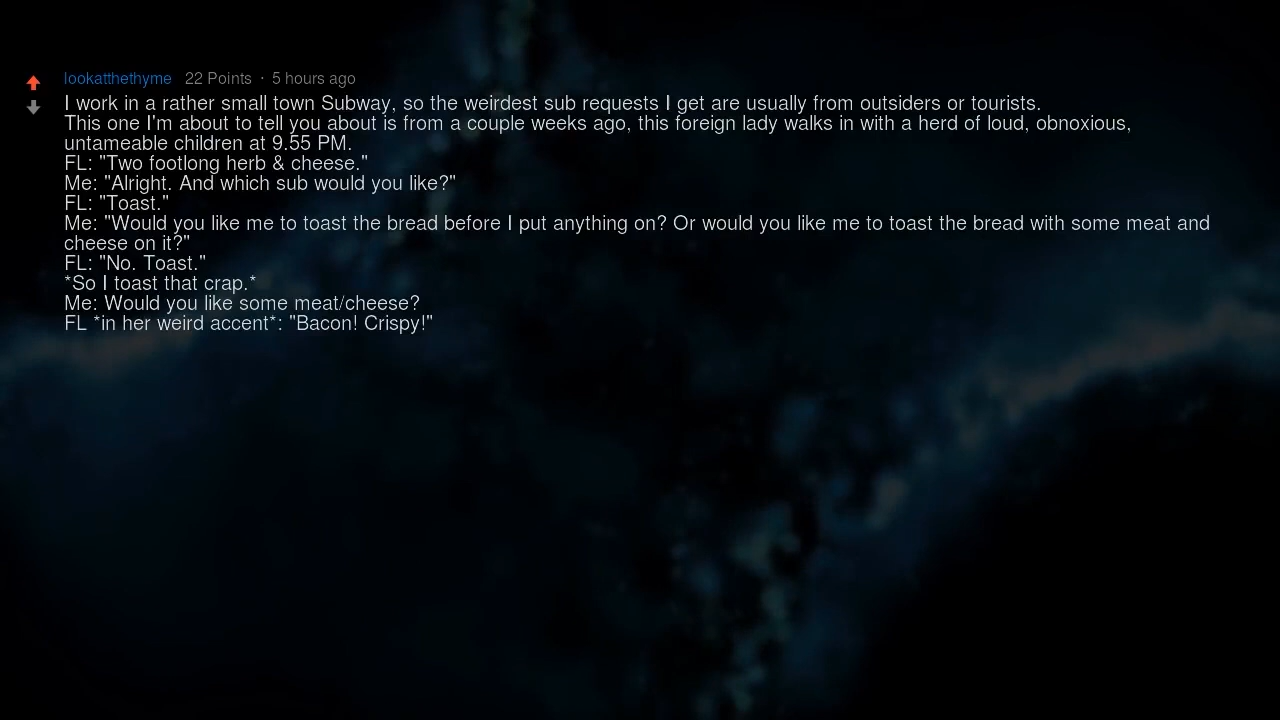 lookatthethyme 22 Points · 5 hours ago
I work in a rather small town Subway, so the weirdest sub requests I get are usually from outsiders or tourists.
This one I'm about to tell you about is from a couple weeks ago, this foreign lady walks in with a herd of loud, obnoxious,
untameable children at 9.55 PM.
FL: "Two footlong herb & cheese."
Me: "Alright. And which sub would you like?"
FL: "Toast."
Me: "Would you like me to toast the bread before I put anything on? Or would you like me to toast the bread with some meat and
cheese on it?"
FL: "No. Toast."
*So I toast that crap.*
Me: Would you like some meat/cheese?
FL *in her weird accent*: "Bacon! Crispy!"